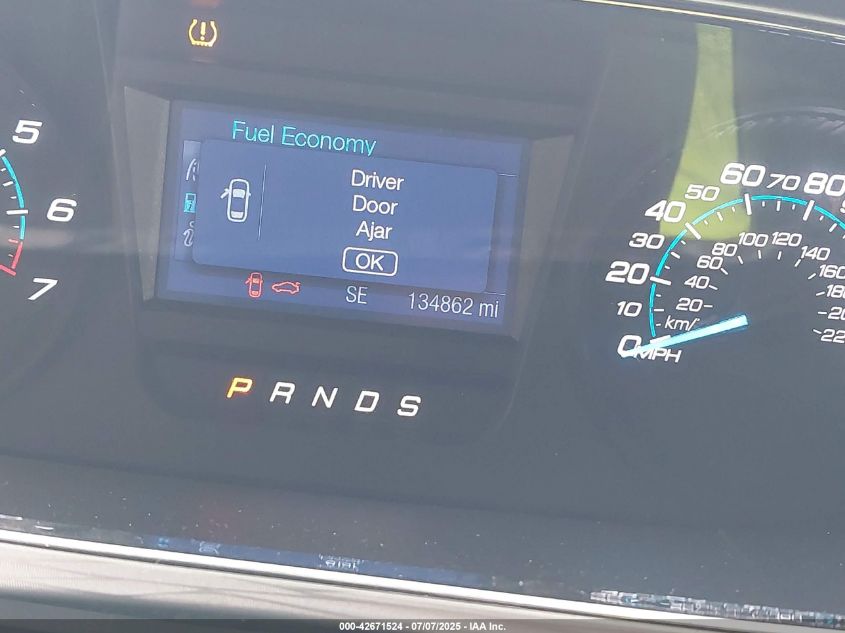 Fuel Economy
Driver
Door
Ajar
OK
SE 134862 mi
P R N D S
5
6
7
0 10 20 30 40 50 60 70 80
MPH
20 40 60 80 100 120 140 160
km/
000-42671524 - 07/07/2025 - IAA Inc.